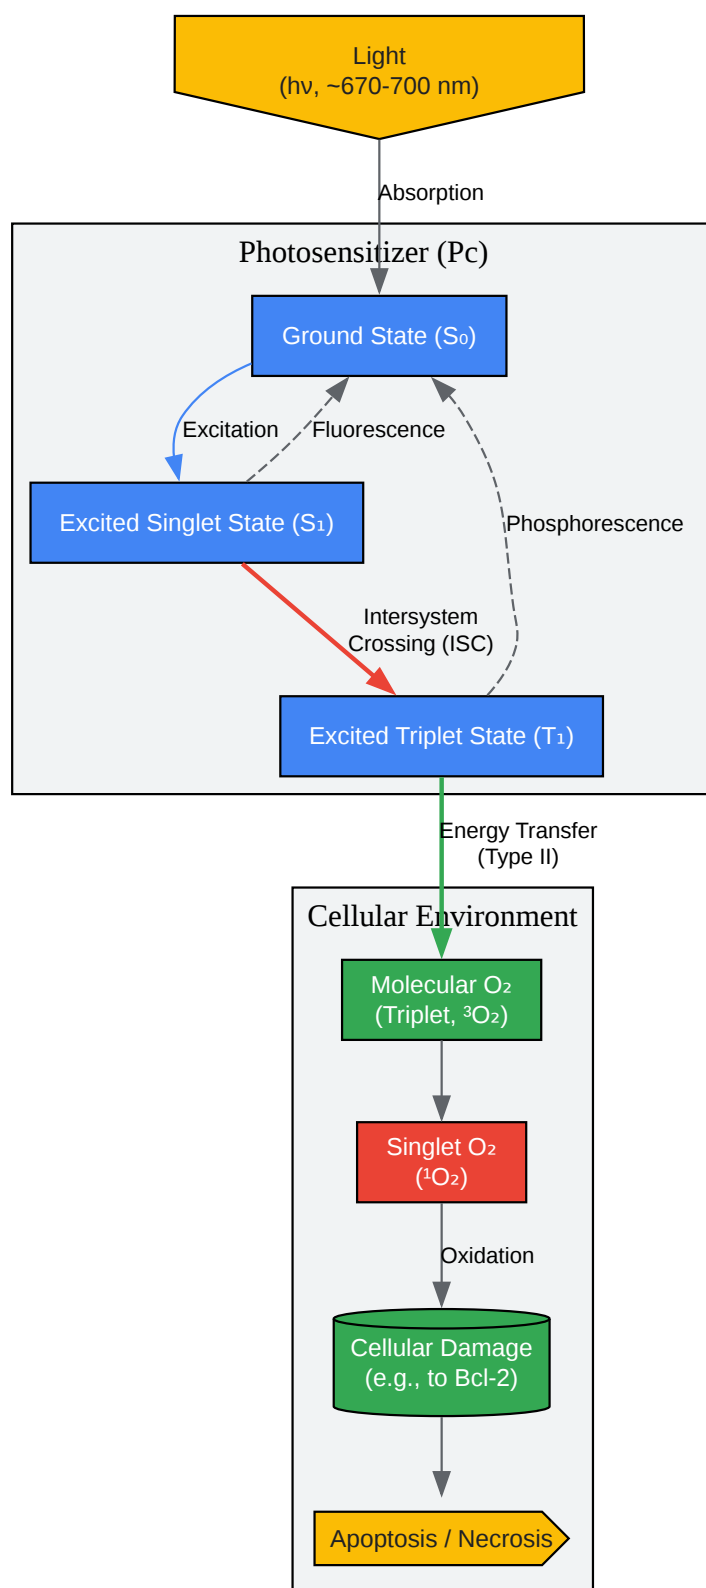 Light
(hν, ~670-700 nm)
Absorption
Photosensitizer (Pc)
Ground State (S₀)
Excitation
Fluorescence
Excited Singlet State (S₁)
Phosphorescence
Intersystem
Crossing (ISC)
Excited Triplet State (T₁)
Energy Transfer
(Type II)
Cellular Environment
Molecular O₂
(Triplet, ³O₂)
Singlet O₂
(¹O₂)
Oxidation
Cellular Damage
(e.g., to Bcl-2)
Apoptosis / Necrosis